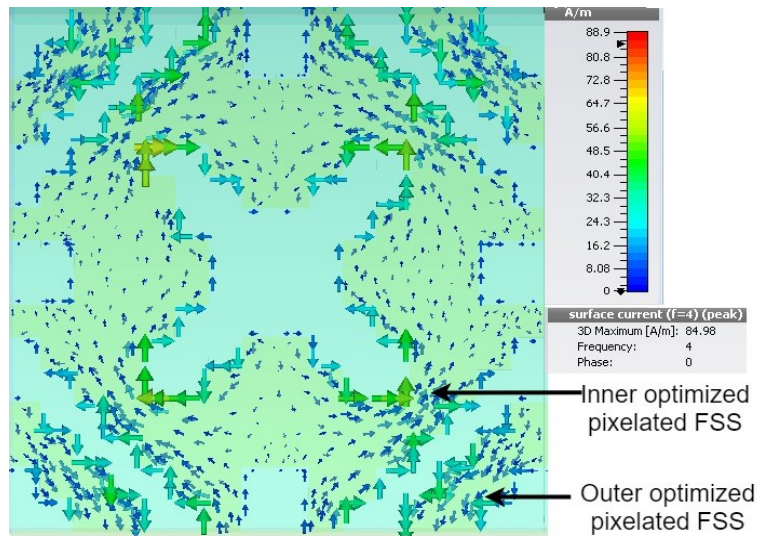 A/m
88.9
80.8
72.8
64.7
56.6
48.5
40.4
32.3
24.3
16.2
8.08
0
surface current (f=4) (peak)
3D Maximum [A/m]: 84.98
Frequency: 4
Phase: 0
Inner optimized
pixelated FSS
Outer optimized
pixelated FSS